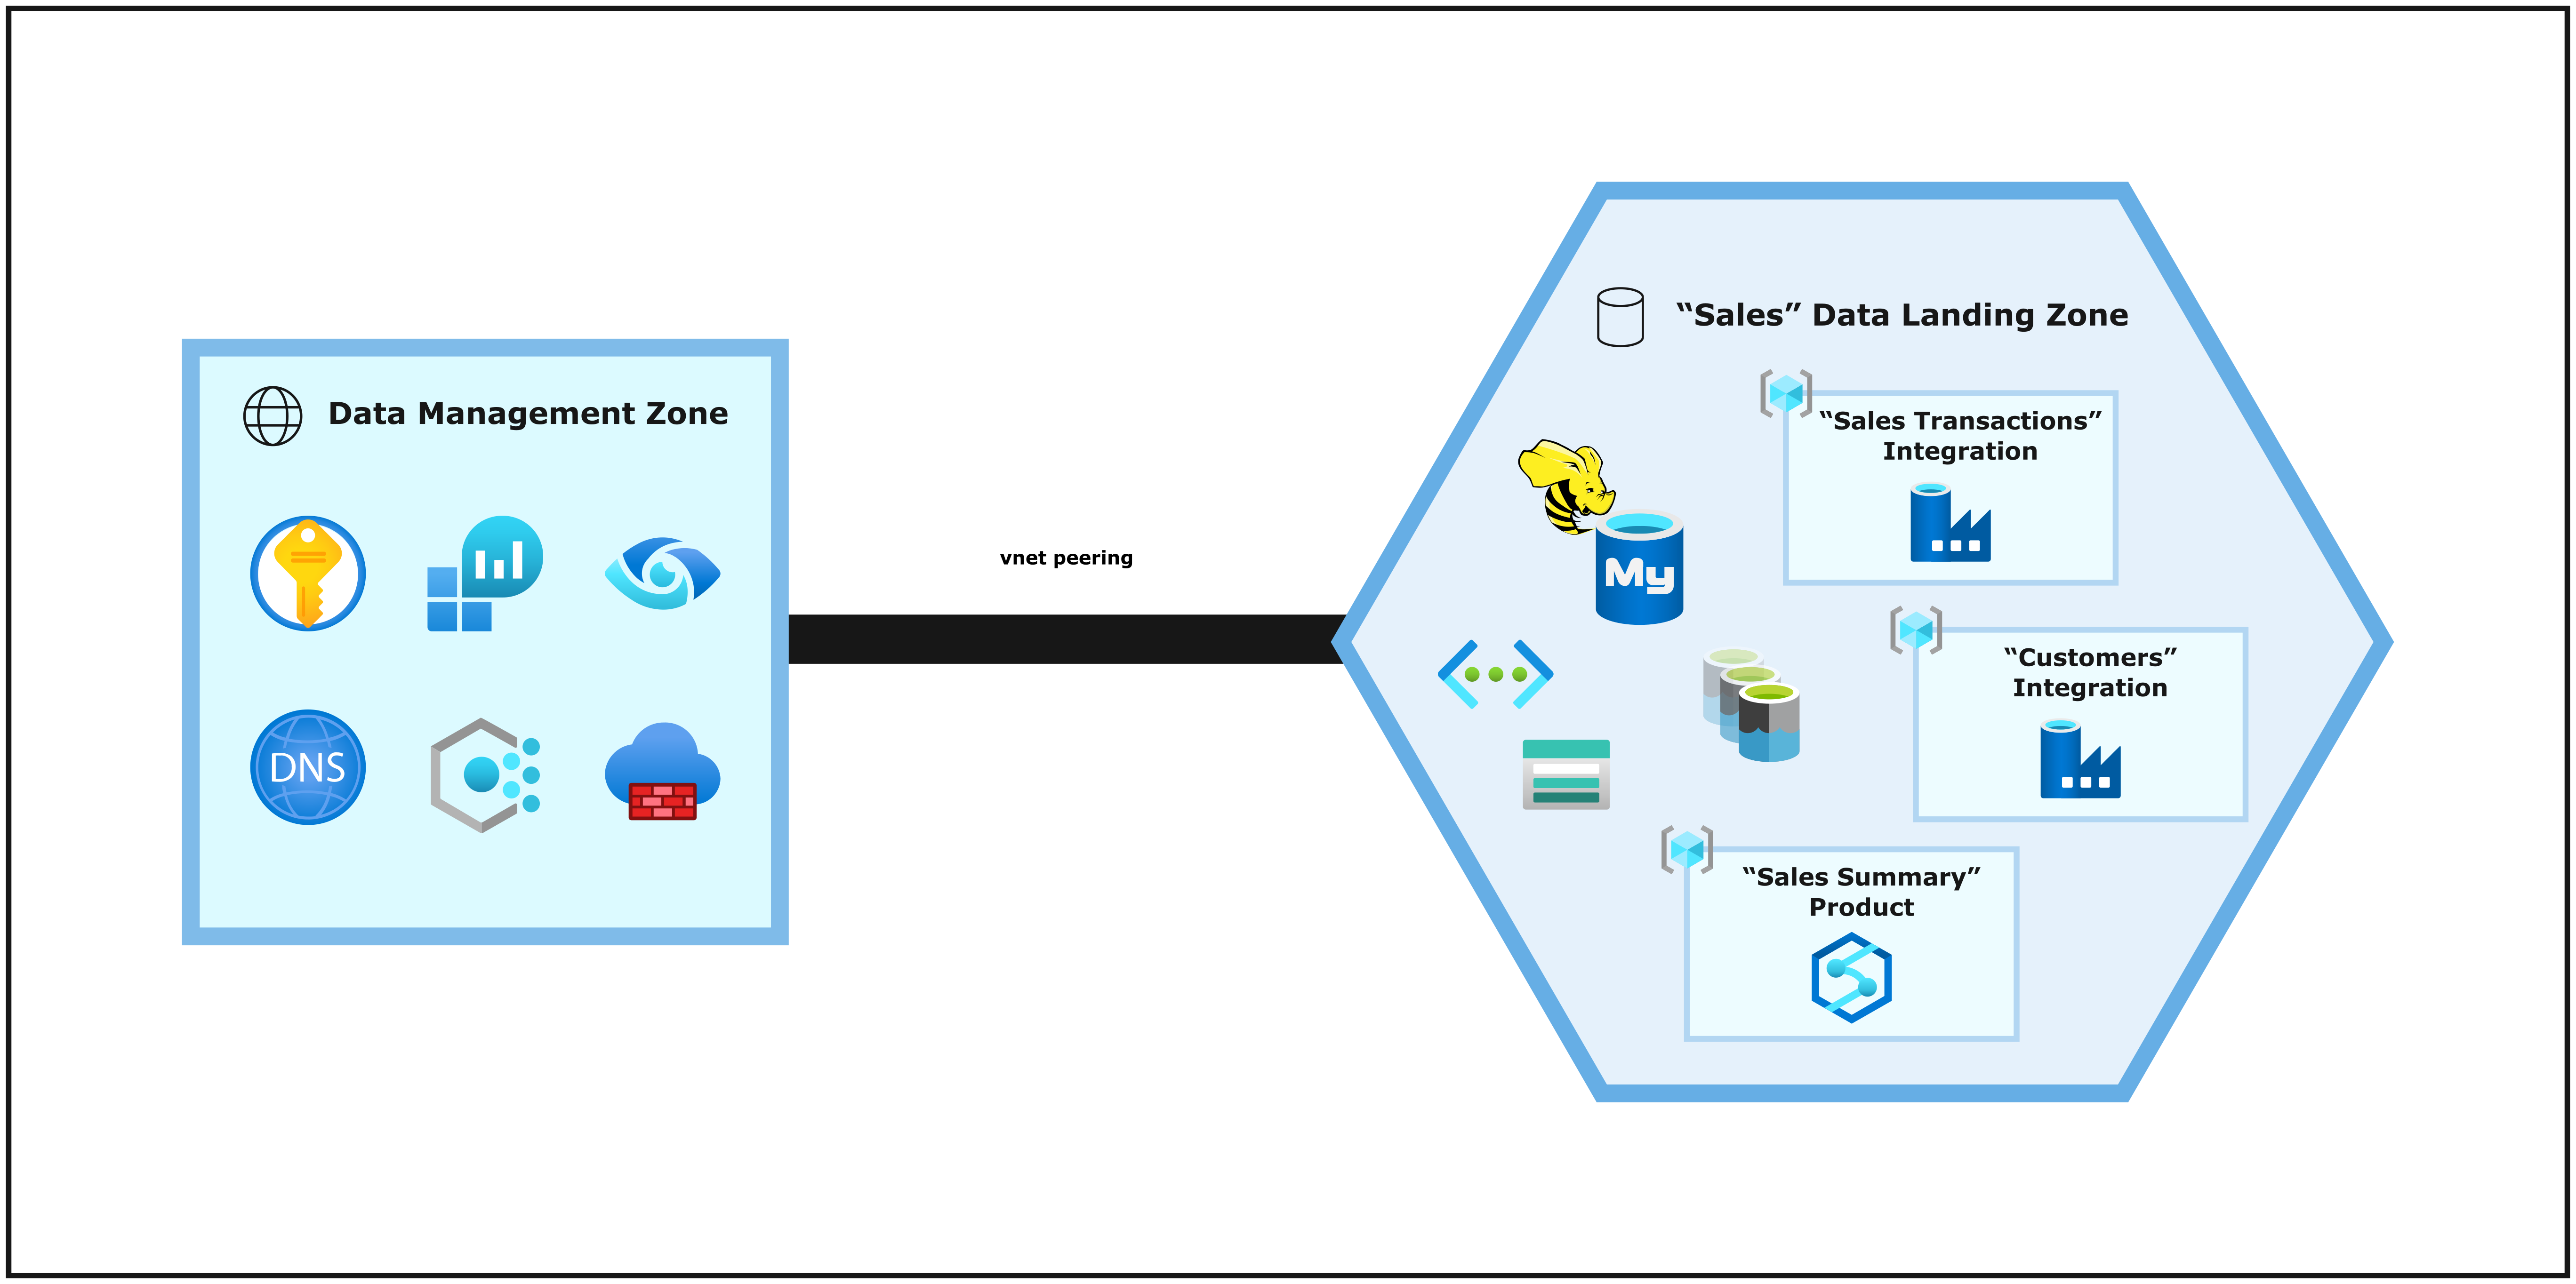 Data Management Zone
DNS
vnet peering
“Sales” Data Landing Zone
“Sales Transactions”
Integration
My
“Customers”
Integration
“Sales Summary”
Product